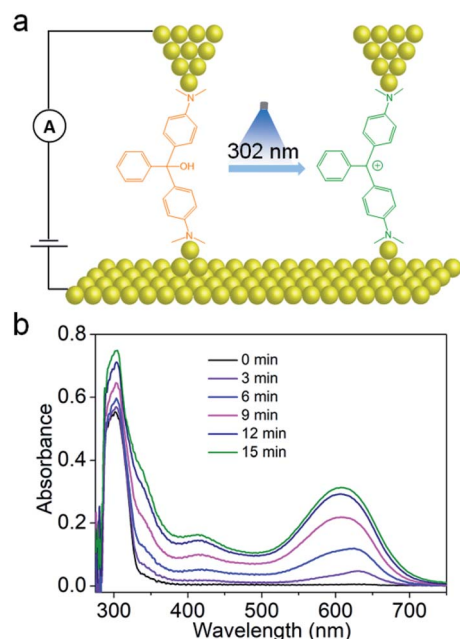 a
A
N
OH
N
302 nm
N
⊕
N
b
0.8
0.6
0.4
0.2
0.0
Absorbance
0 min
3 min
6 min
9 min
12 min
15 min
300 400 500 600 700
Wavelength (nm)